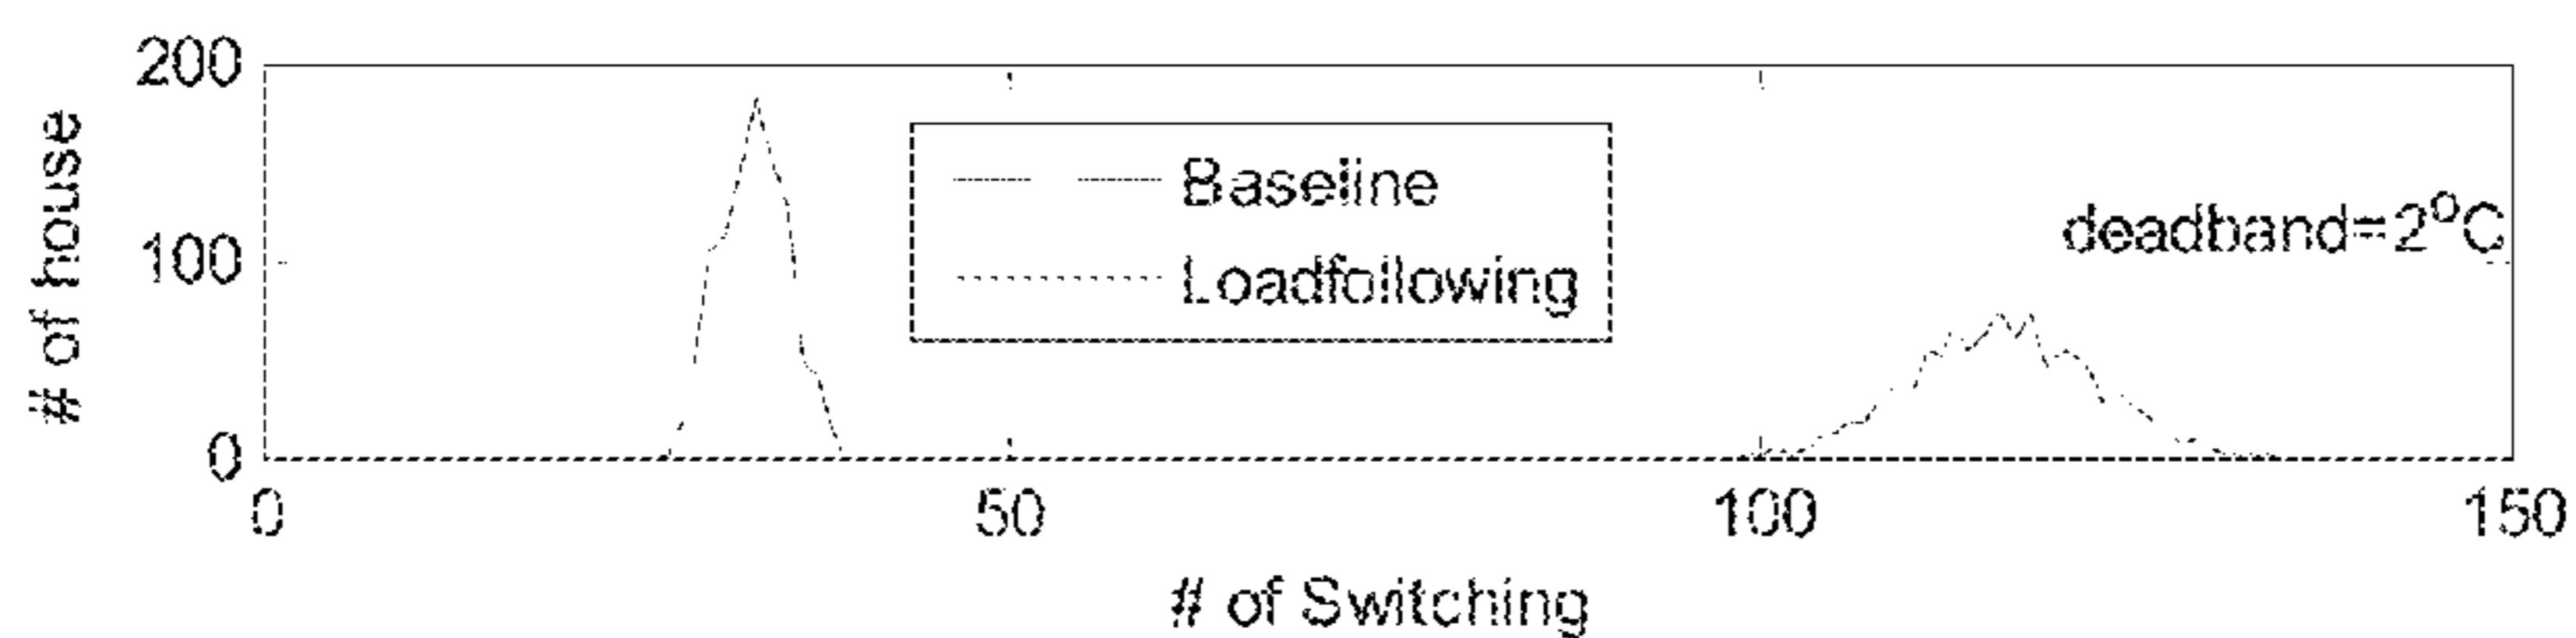 200
100
0
# of house
Baseline
Loadfollowing
deadband=2°C
0 50 100 150
# of Switching